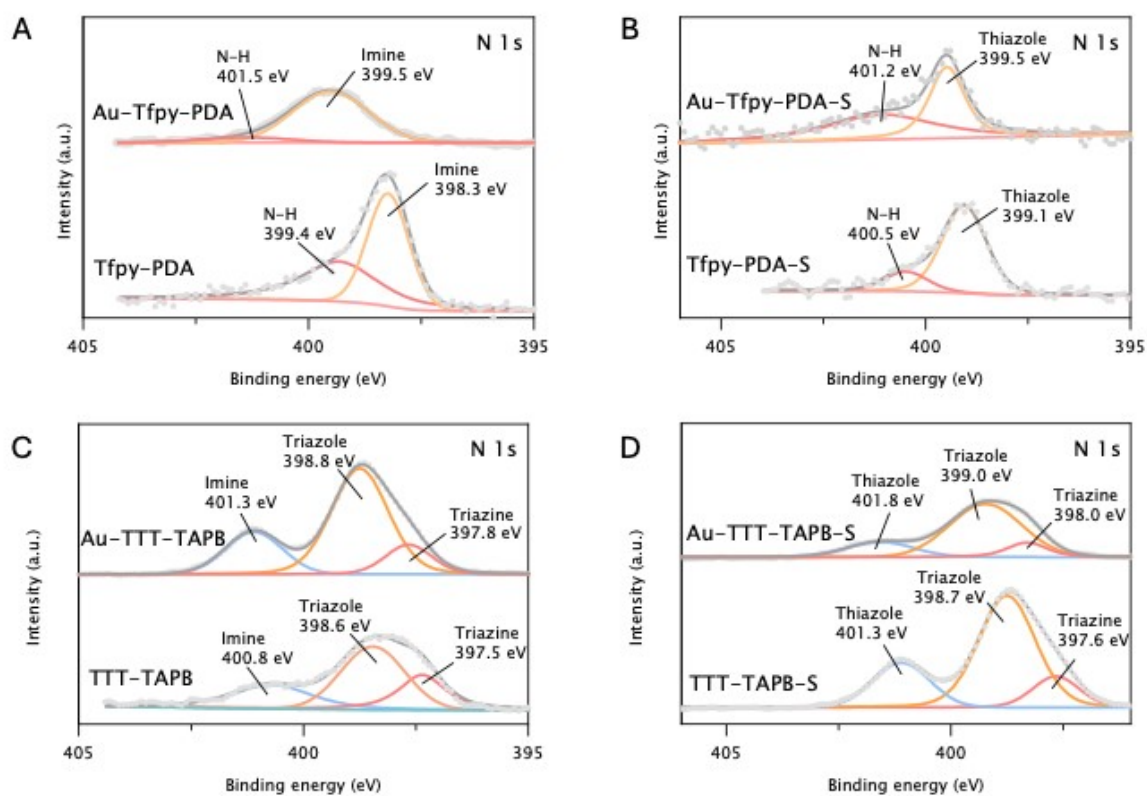 A
N 1s
N-H
401.5 eV
Imine
399.5 eV
Au-Tfpy-PDA
Imine
398.3 eV
N-H
399.4 eV
Tfpy-PDA
Intensity (a.u.)
405
400
395
Binding energy (eV)
B
N 1s
Thiazole
399.5 eV
N-H
401.2 eV
Au-Tfpy-PDA-S
Thiazole
399.1 eV
N-H
400.5 eV
Tfpy-PDA-S
Intensity (a.u.)
405
400
395
Binding energy (eV)
C
N 1s
Triazole
398.8 eV
Imine
401.3 eV
Triazine
397.8 eV
Au-TTT-TAPB
Triazole
398.6 eV
Imine
400.8 eV
Triazine
397.5 eV
TTT-TAPB
Intensity (a.u.)
405
400
395
Binding energy (eV)
D
N 1s
Triazole
399.0 eV
Thiazole
401.8 eV
Triazine
398.0 eV
Au-TTT-TAPB-S
Triazole
398.7 eV
Thiazole
401.3 eV
Triazine
397.6 eV
TTT-TAPB-S
Intensity (a.u.)
405
400
Binding energy (eV)